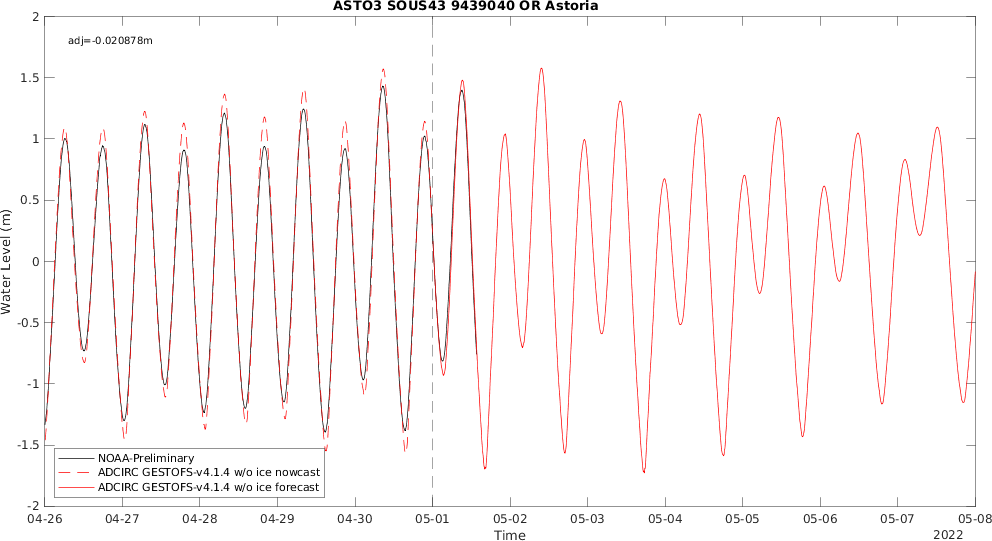 ASTO3 SOUS43 9439040 OR Astoria
adj=-0.020878m
2
1.5
1
0.5
0
-0.5
-1
-1.5
-2
Water Level (m)
NOAA-Preliminary
ADCIRC GESTOFS-v4.1.4 w/o ice nowcast
ADCIRC GESTOFS-v4.1.4 w/o ice forecast
04-26 04-27 04-28 04-29 04-30 05-01 05-02 05-03 05-04 05-05 05-06 05-07 05-08
Time
2022